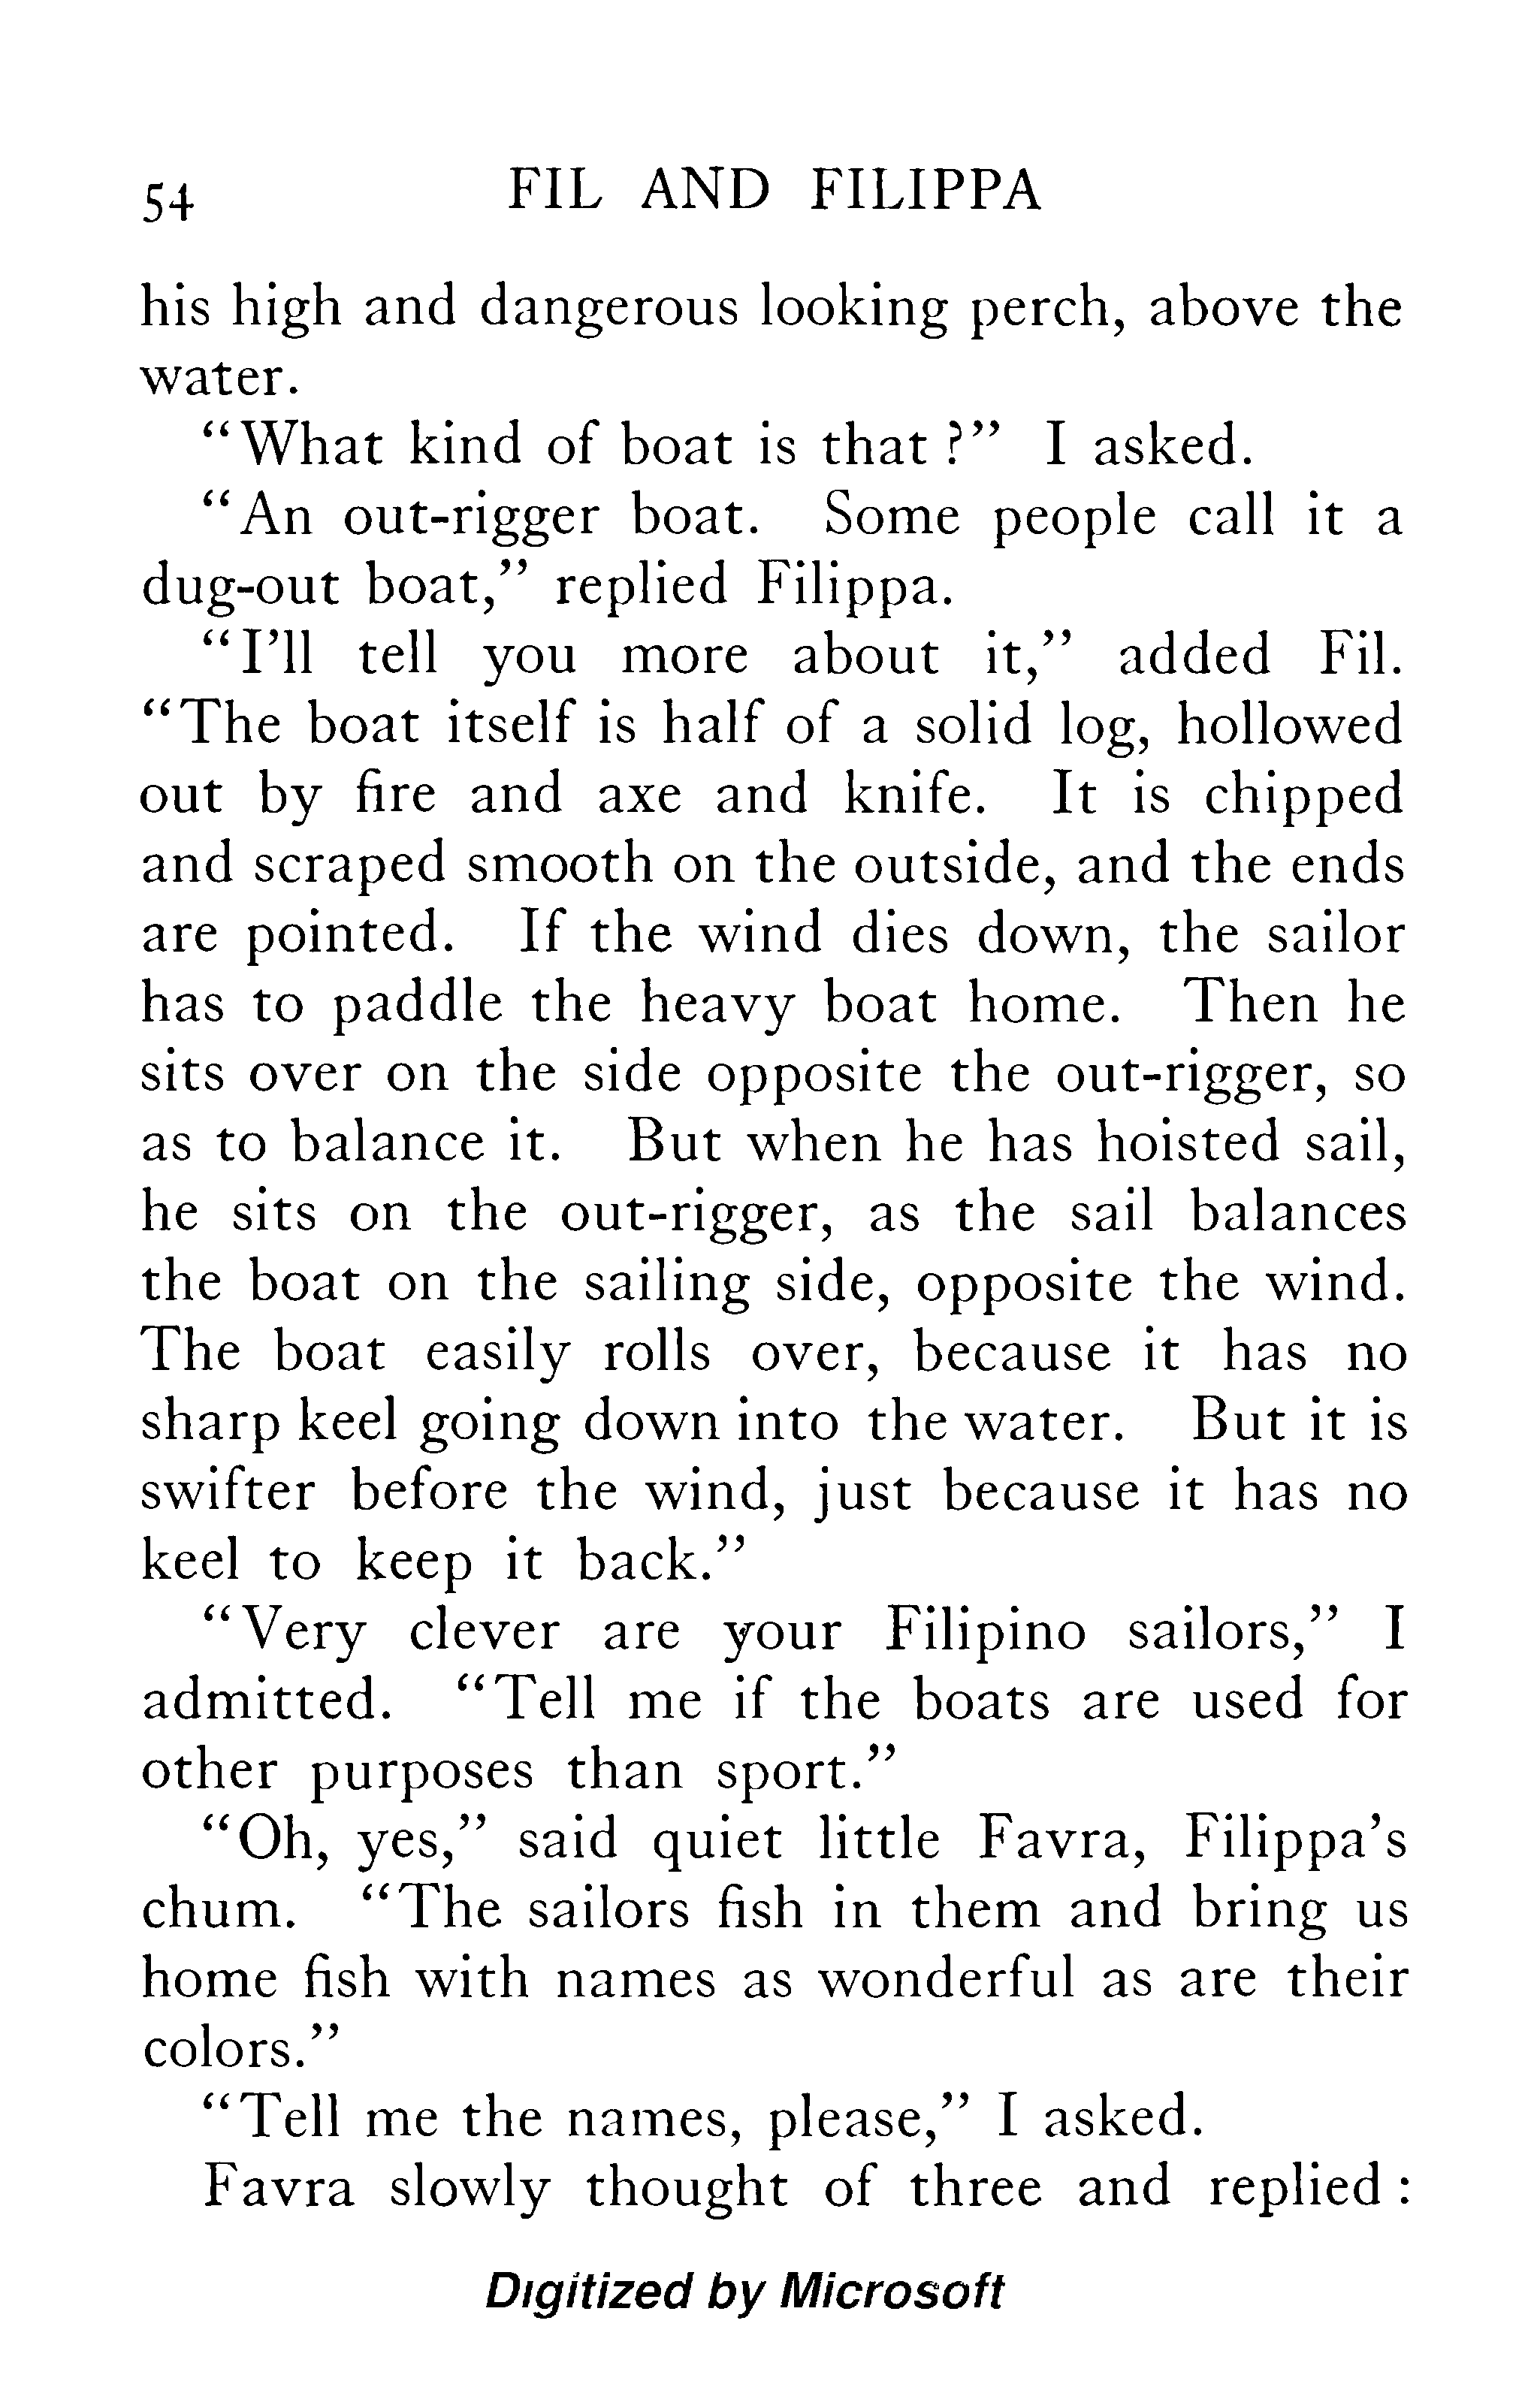 54 FIL AND FILIPPA
his high and dangerous looking perch, above the
water.
“What kind of boat is that ?” I asked.
“An out-rigger boat. Some people call it a
dug-out boat,” replied Filippa.
“I’ll tell you more about it,” added Fil.
“The boat itself is half of a solid log, hollowed
out by fire and axe and knife. It is chipped
and scraped smooth on the outside, and the ends
are pointed. If the wind dies down, the sailor
has to paddle the heavy boat home. Then he
sits over on the side opposite the out-rigger, so
as to balance it. But when he has hoisted sail,
he sits on the out-rigger, as the sail balances
the boat on the sailing side, opposite the wind.
The boat easily rolls over, because it has no
sharp keel going down into the water. But it is
swifter before the wind, just because it has no
keel to keep it back.”
“Very clever are your Filipino sailors,” I
admitted. “Tell me if the boats are used for
other purposes than sport.”
“Oh, yes,” said quiet little Favra, Filippa’s
chum. “The sailors fish in them and bring us
home fish with names as wonderful as are their
colors.”
“Tell me the names, please,” I asked.
Favra slowly thought of three and replied :
Digitized by Microsoft